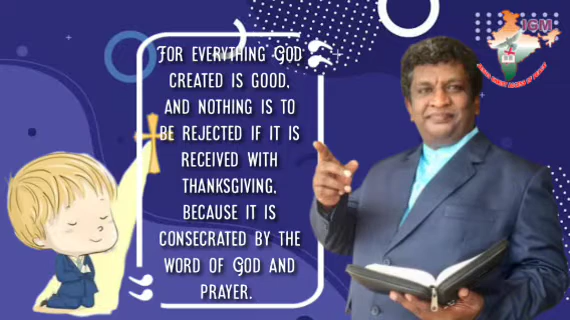 For everything God
created is good,
and nothing is to
be rejected if it is
received with
thanksgiving,
because it is
consecrated by the
word of God and
prayer.
JGM